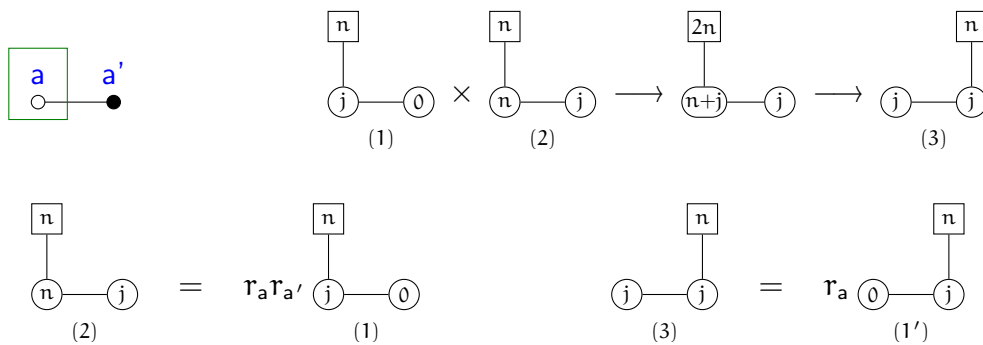 n n 2n n
a a'
j 0 × n j → n+j j → j j
(1) (2) (3)
n n n n
n j = r_a r_a' j 0 j j = r_a 0 j
(2) (1) (3) (1')